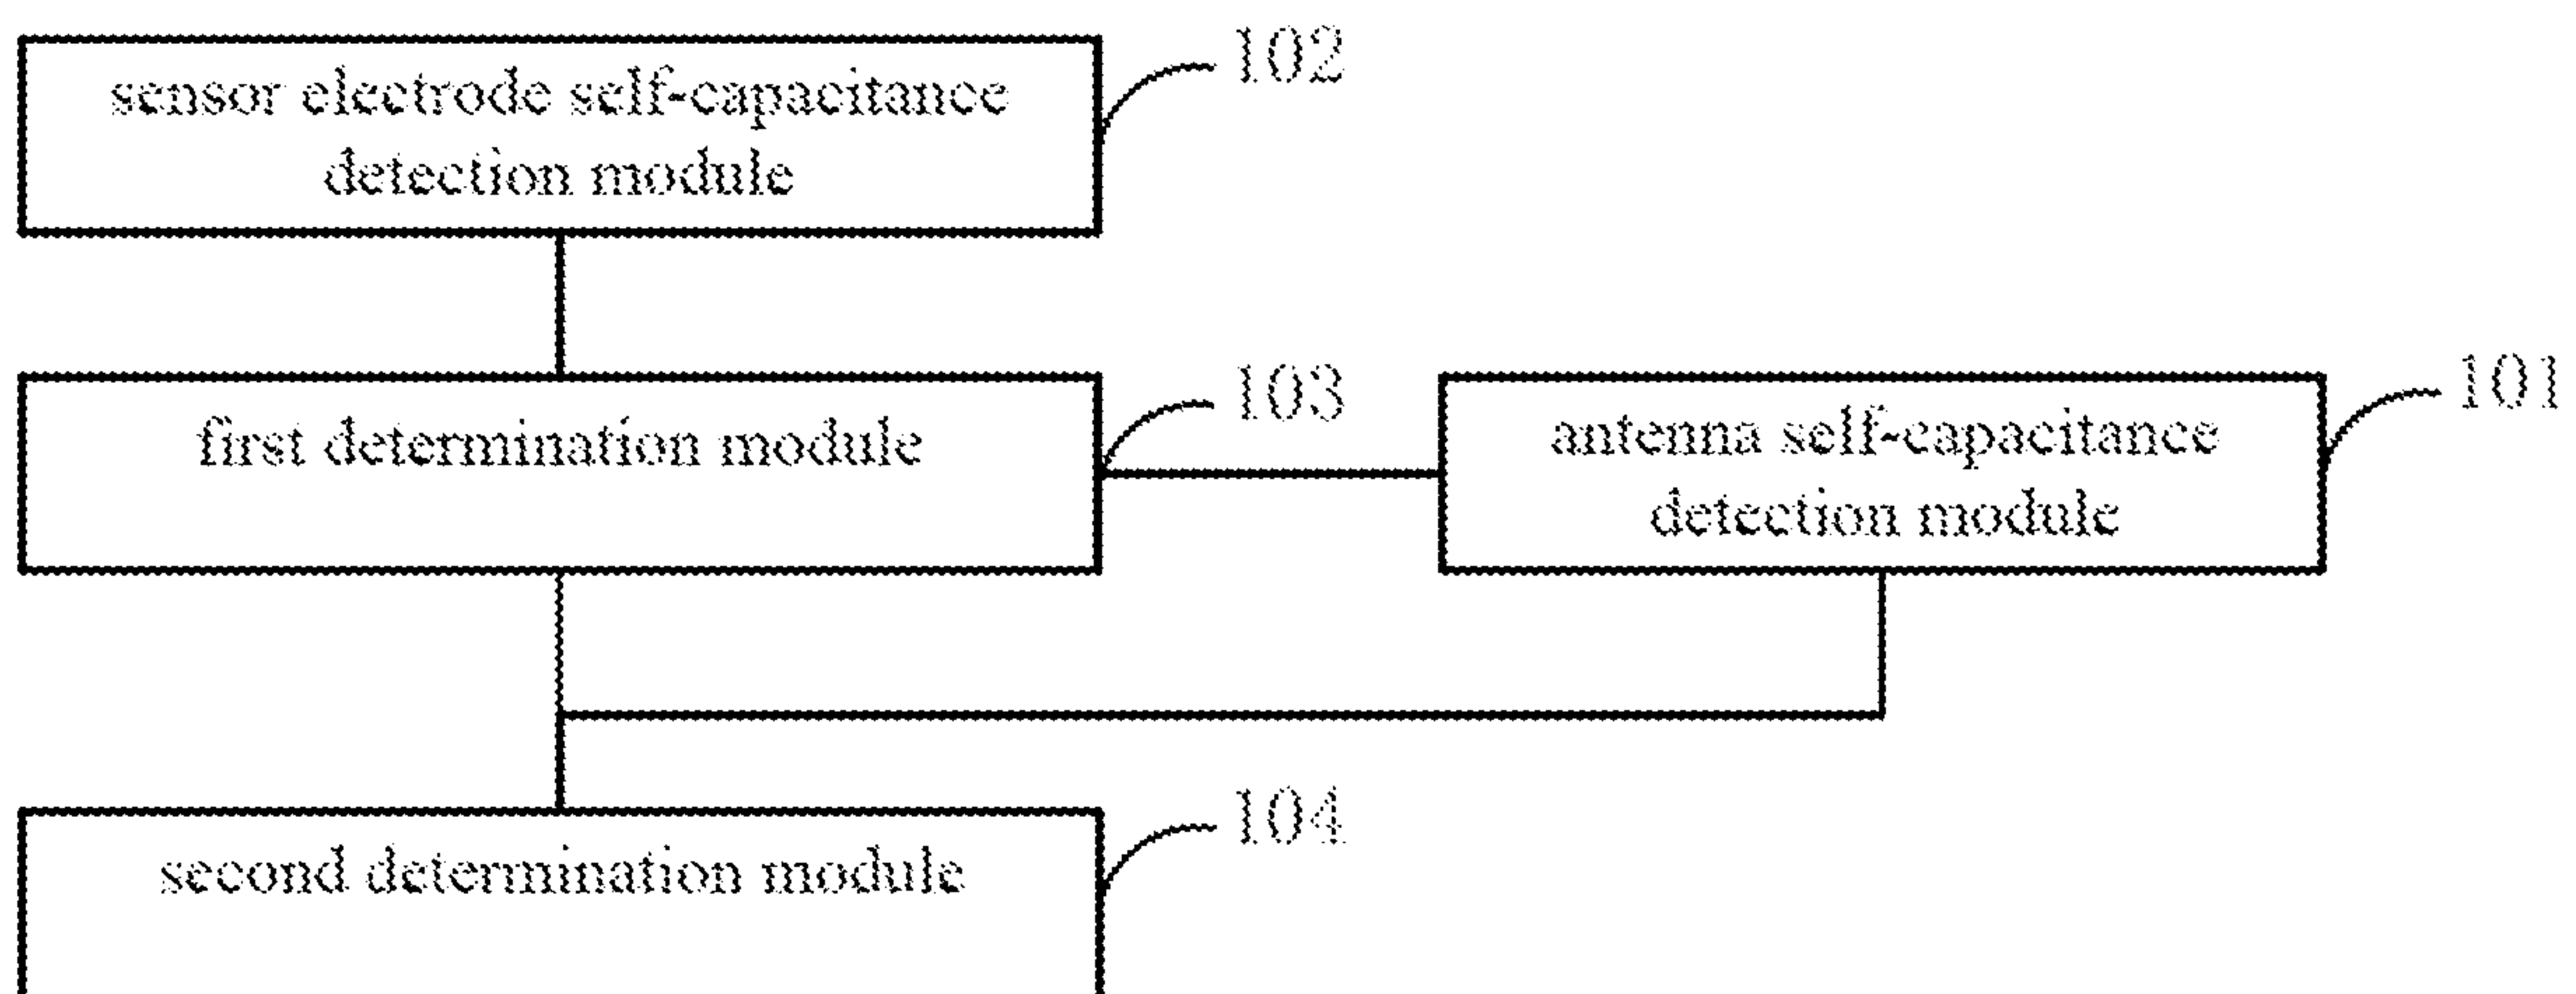 sensor electrode self-capacitance
detection module
102
first determination module
103
antenna self-capacitance
detection module
101
second determination module
104